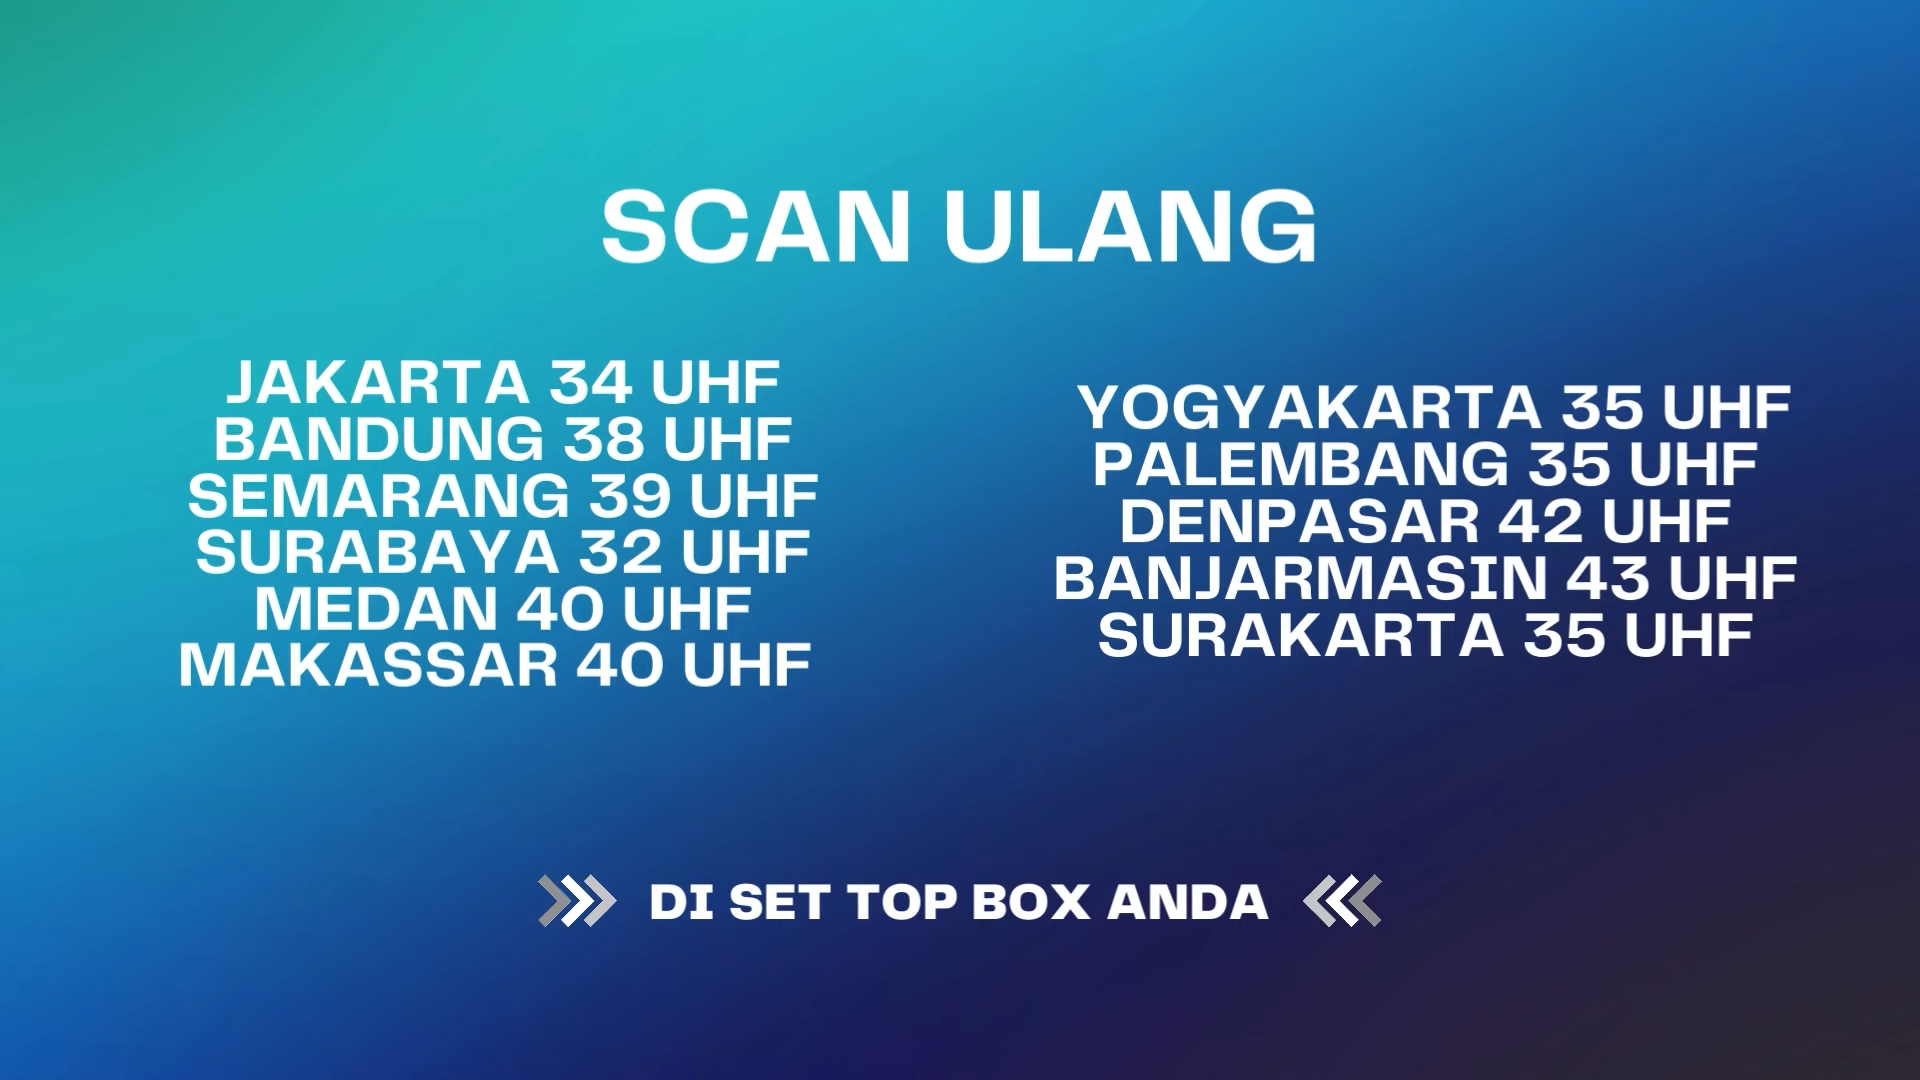 SCAN ULANG
JAKARTA 34 UHF
BANDUNG 38 UHF
SEMARANG 39 UHF
SURABAYA 32 UHF
MEDAN 40 UHF
MAKASSAR 40 UHF
YOGYAKARTA 35 UHF
PALEMBANG 35 UHF
DENPASAR 42 UHF
BANJARMASIN 43 UHF
SURAKARTA 35 UHF
DI SET TOP BOX ANDA